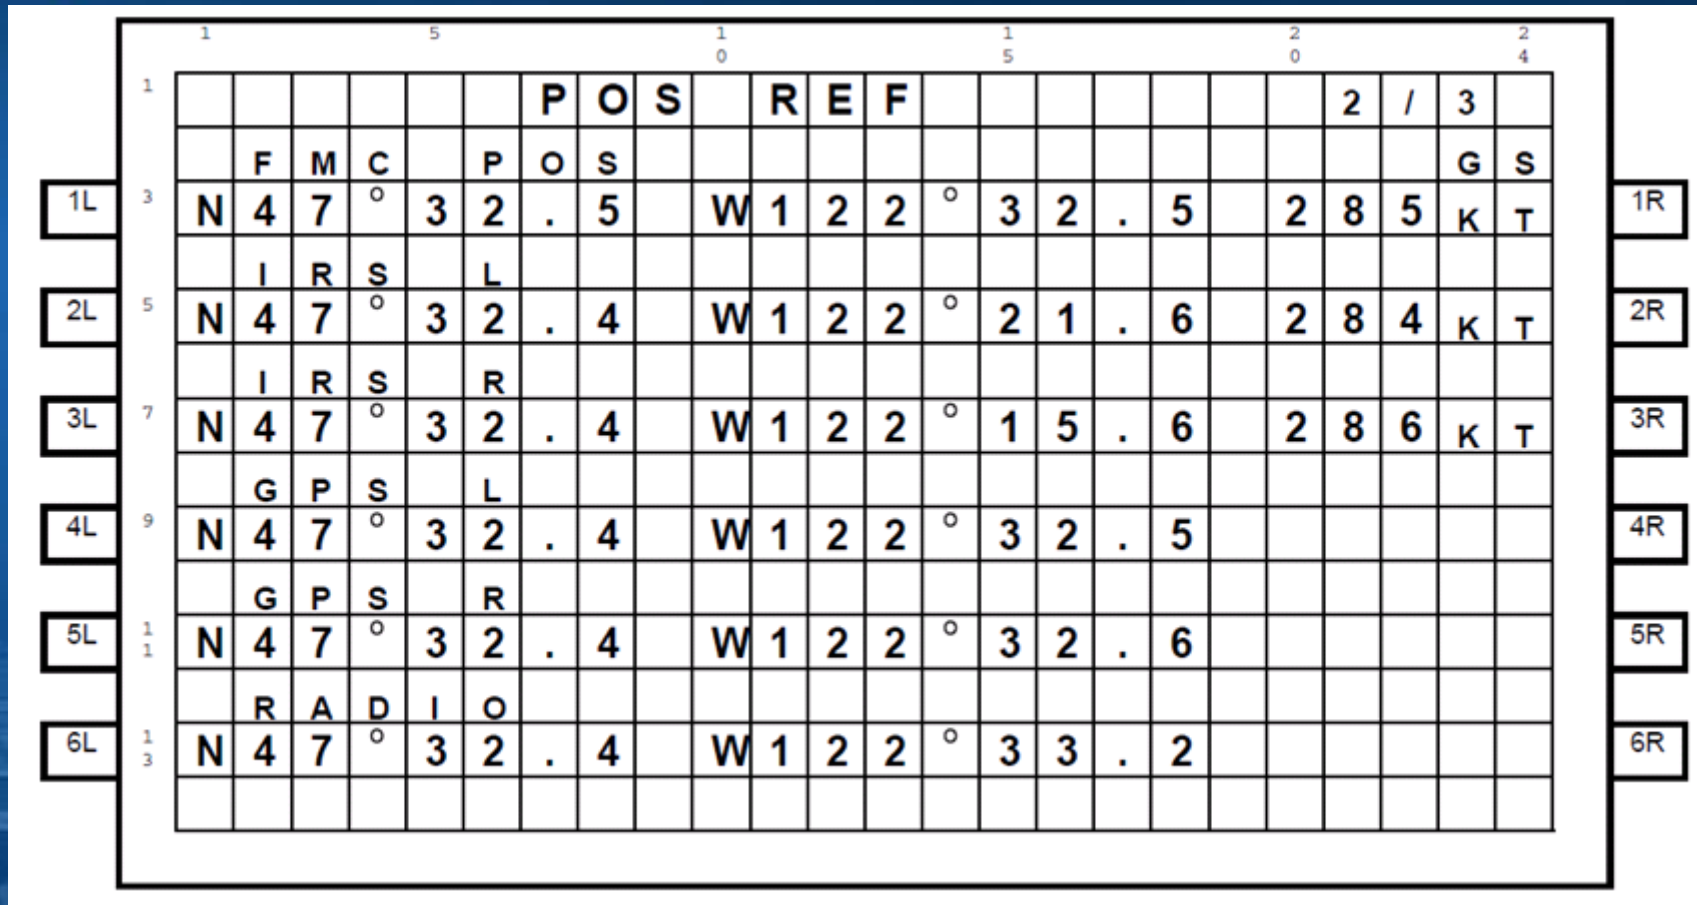 1 5 10 15 20 24
1 POS REF 2/3
FMC POS GS
1L 3 N47°32.5 W122°32.5 285KT 1R
IRS L
2L 5 N47°32.4 W122°21.6 284KT 2R
IRS R
3L 7 N47°32.4 W122°15.6 286KT 3R
GPS L
4L 9 N47°32.4 W122°32.5 4R
GPS R
5L 11 N47°32.4 W122°32.6 5R
RADIO
6L 13 N47°32.4 W122°33.2 6R